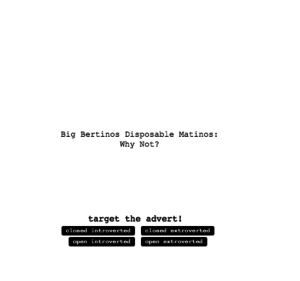 Big Bertinos Disposable Matinos:
Why Not?
target the advert!
closed introverted
closed extroverted
open introverted
open extroverted